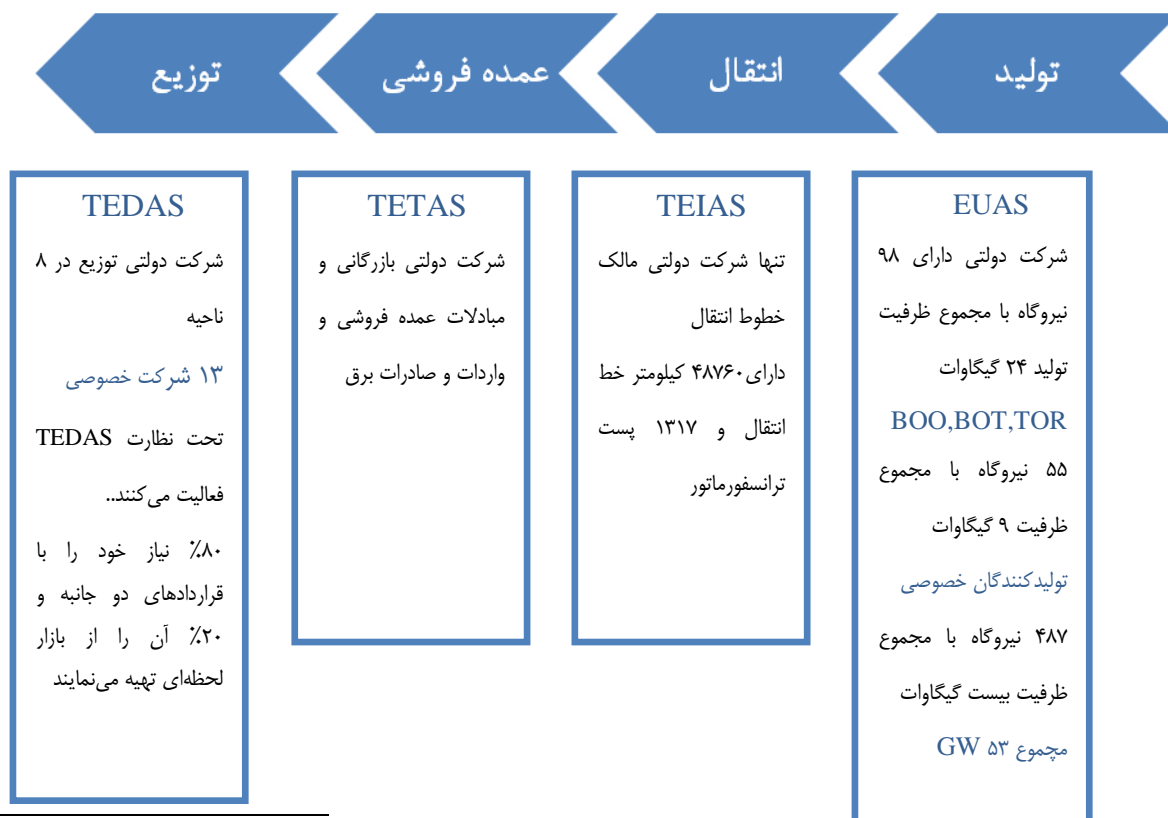 تولید
انتقال
عمده فروشی
توزیع
EUAS
شرکت دولتی دارای ۹۸
نیروگاه با مجموع ظرفیت
تولید ۲۴ گیگاوات
BOO,BOT,TOR
۵۵ نیروگاه با مجموع
ظرفیت ۹ گیگاوات
تولیدکنندگان خصوصی
۴۸۷ نیروگاه با مجموع
ظرفیت بیست گیگاوات
مچموع ۵۳ GW
TEIAS
تنها شرکت دولتی مالک
خطوط انتقال
دارای۴۸۷۶۰ کیلومتر خط
انتقال و ۱۳۱۷ پست
ترانسفورماتور
TETAS
شرکت دولتی بازرگانی و
مبادلات عمده فروشی و
واردات و صادرات برق
TEDAS
شرکت دولتی توزیع در ۸
ناحیه
۱۳ شرکت خصوصی
تحت نظارت TEDAS
فعالیت می‌کنند..
۸۰٪ نیاز خود را با
قراردادهای دو جانبه و
۲۰٪ آن را از بازار
لحظه‌ای تهیه می‌نمایند